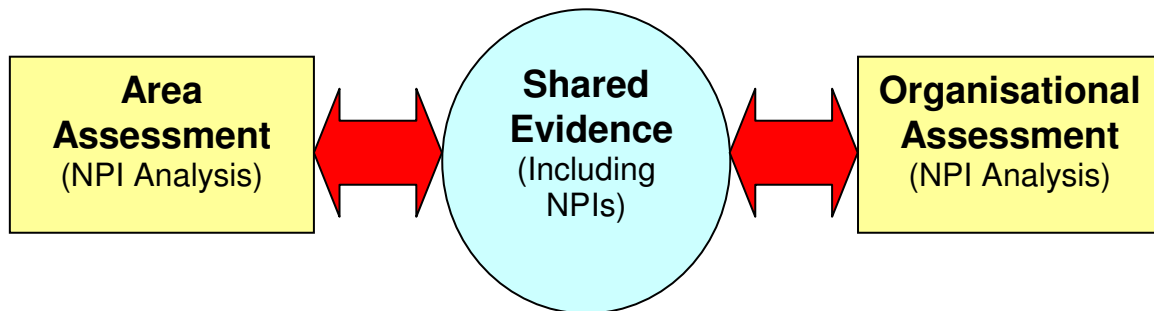 Area
Assessment
(NPI Analysis)
Shared
Evidence
(Including
NPIs)
Organisational
Assessment
(NPI Analysis)